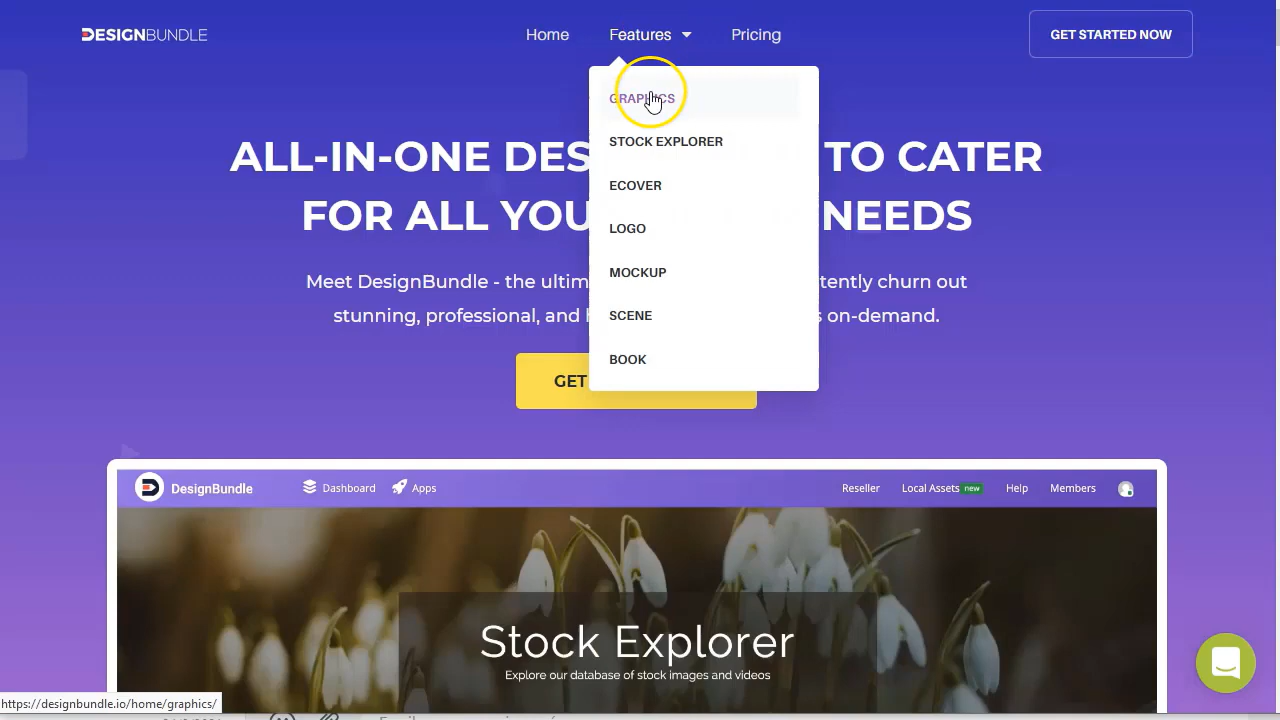 DESIGNBUNDLE
Home
Features
Pricing
GET STARTED NOW
GRAPHICS
STOCK EXPLORER
ECOVER
LOGO
MOCKUP
SCENE
BOOK
ALL-IN-ONE DES TO CATER
FOR ALL YOU NEEDS
Meet DesignBundle - the ultim tently churn out
stunning, professional, and h s on-demand.
GET
DesignBundle
Dashboard
Apps
Reseller
Local Assets new
Help
Members
Stock Explorer
Explore our database of stock images and videos
https://designbundle.io/home/graphics/